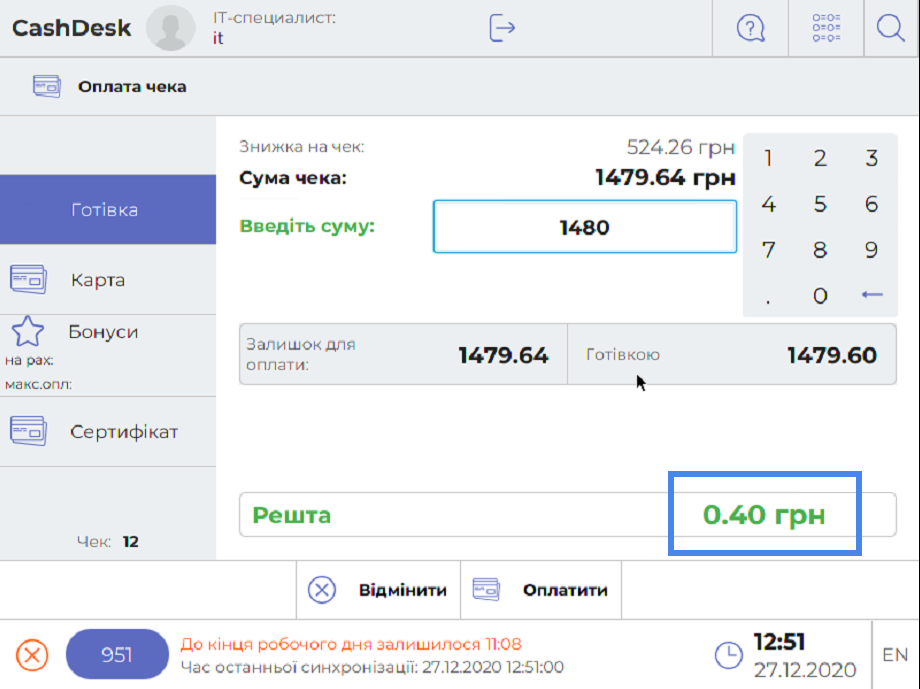 CashDesk
IT-специалист:
it
Оплата чека
Готівка
Карта
Бонуси
на рах:
макс.опл:
Сертифікат
Чек: 12
Знижка на чек: 524.26 грн
Сума чека: 1479.64 грн
Введіть суму: 1480
1 2 3
4 5 6
7 8 9
. 0 ←
Залишок для
оплати: 1479.64
Готівкою 1479.60
Решта 0.40 грн
Відмінити Оплатити
951
До кінця робочого дня залишилося 11:08
Час останньої синхронізації: 27.12.2020 12:51:00
12:51
27.12.2020
EN